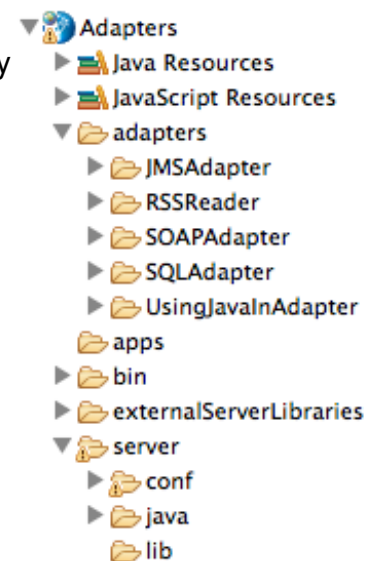 Adapters
y
Java Resources
JavaScript Resources
adapters
JMSAdapter
RSSReader
SOAPAdapter
SQLAdapter
UsingJavaInAdapter
apps
bin
externalServerLibraries
server
conf
java
lib